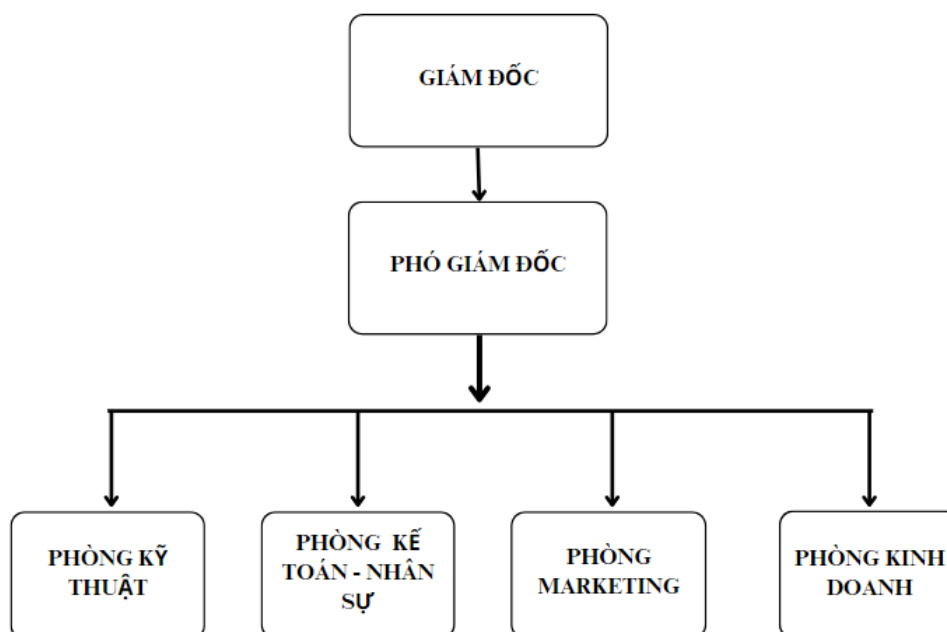 GIÁM ĐỐC
PHÓ GIÁM ĐỐC
PHÒNG KỸ
THUẬT
PHÒNG KẾ
TOÁN - NHÂN
SỰ
PHÒNG
MARKETING
PHÒNG KINH
DOANH